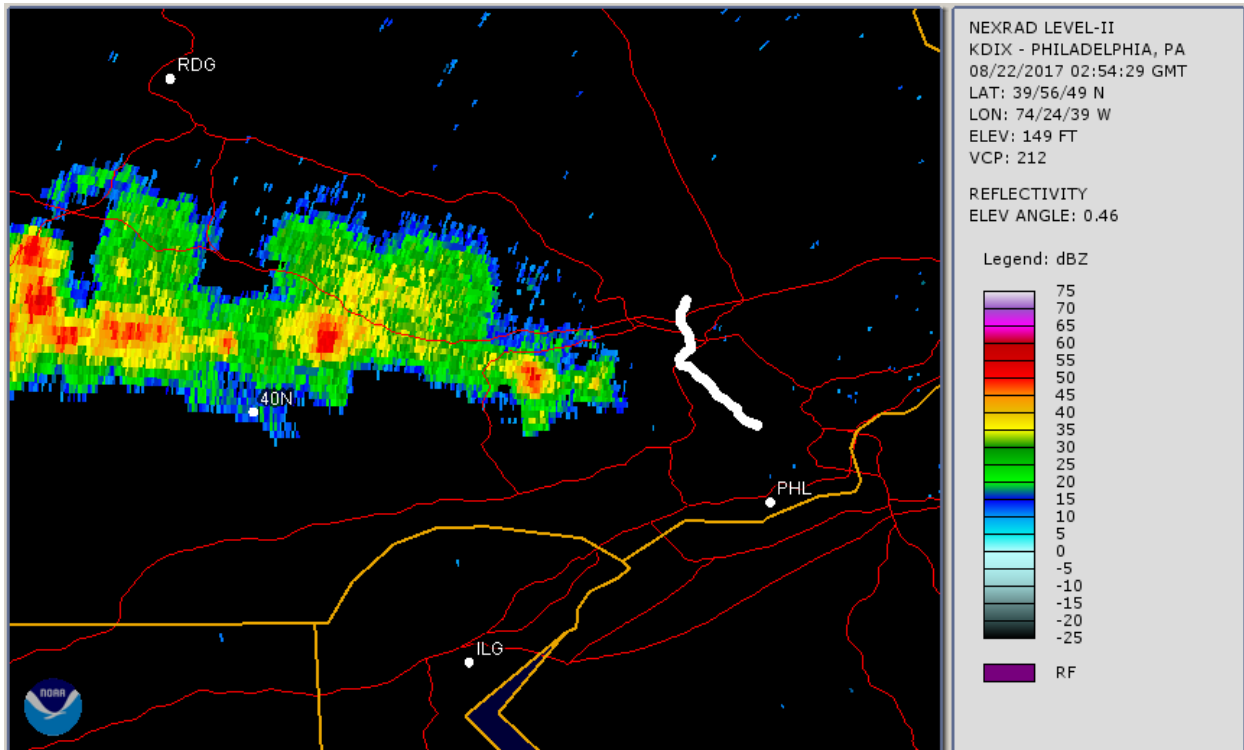 RDG
40N
PHL
ILG
NOAA
NEXRAD LEVEL-II
KDIX - PHILADELPHIA, PA
08/22/2017 02:54:29 GMT
LAT: 39/56/49 N
LON: 74/24/39 W
ELEV: 149 FT
VCP: 212
REFLECTIVITY
ELEV ANGLE: 0.46
Legend: dBZ
75
70
65
60
55
50
45
40
35
30
25
20
15
10
5
0
-5
-10
-15
-20
-25
RF